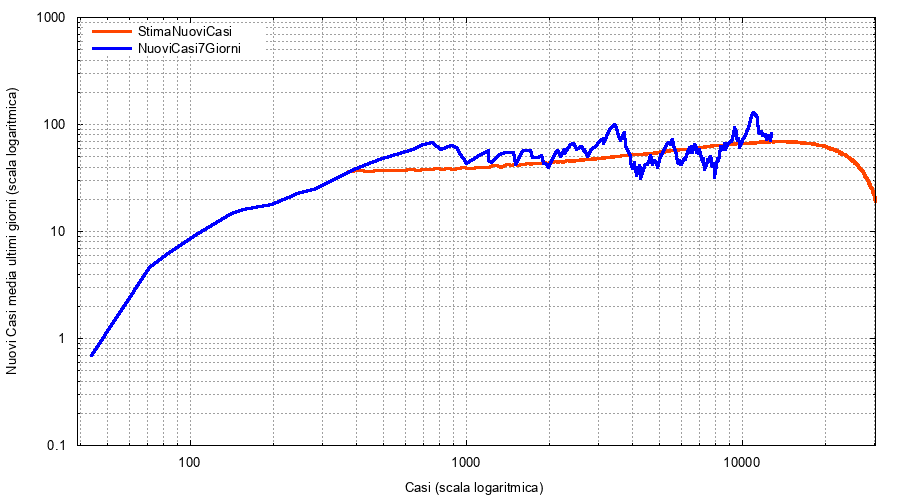 1000
StimaNuoviCasi
NuoviCasi7Giorni
100
10
1
0.1
100
1000
10000
Nuovi Casi media ultimi giorni (scala logaritmica)
Casi (scala logaritmica)